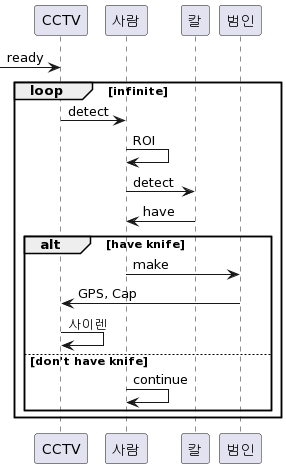 CCTV 사람 칼 범인
ready
loop [infinite]
detect
ROI
detect
have
alt [have knife]
make
GPS, Cap
사이렌
[don't have knife]
continue
CCTV 사람 칼 범인